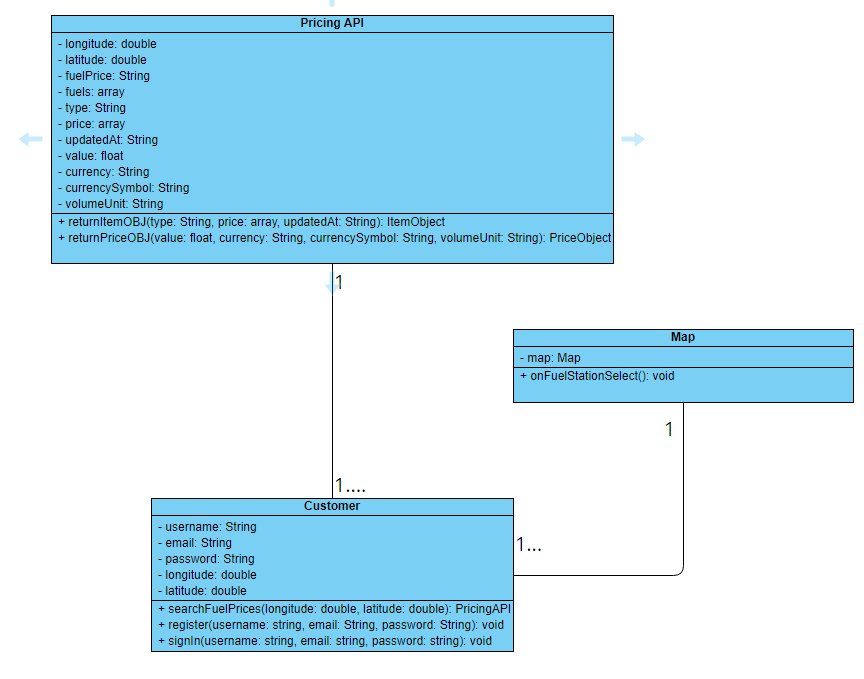 Pricing API
- longitude: double
- latitude: double
- fuelPrice: String
- fuels: array
- type: String
- price: array
- updatedAt: String
- value: float
- currency: String
- currencySymbol: String
- volumeUnit: String
+ returnItemOBJ(type: String, price: array, updatedAt: String): ItemObject
+ returnPriceOBJ(value: float, currency: String, currencySymbol: String, volumeUnit: String): PriceObject
1
Map
- map: Map
+ onFuelStationSelect(): void
1
1....
Customer
- username: String
- email: String
- password: String
- longitude: double
- latitude: double
+ searchFuelPrices(longitude: double, latitude: double): PricingAPI
+ register(username: string, email: String, password: String): void
+ signIn(username: string, email: string, password: string): void
1...